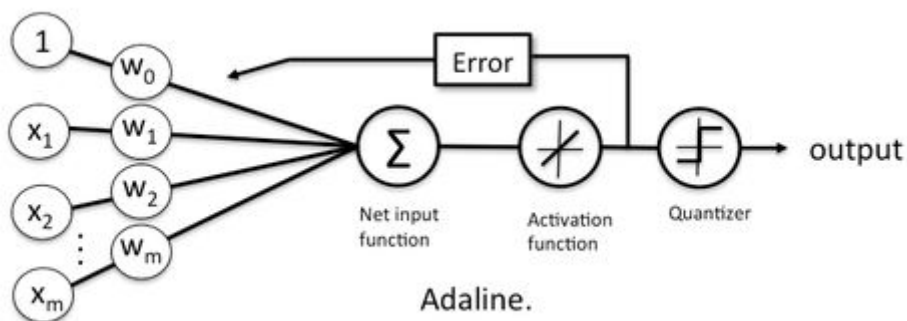 1
w0
Error
x1
w1
Σ
output
x2
w2
⋮
xm
wm
Net input
function
Activation
function
Quantizer
Adaline.